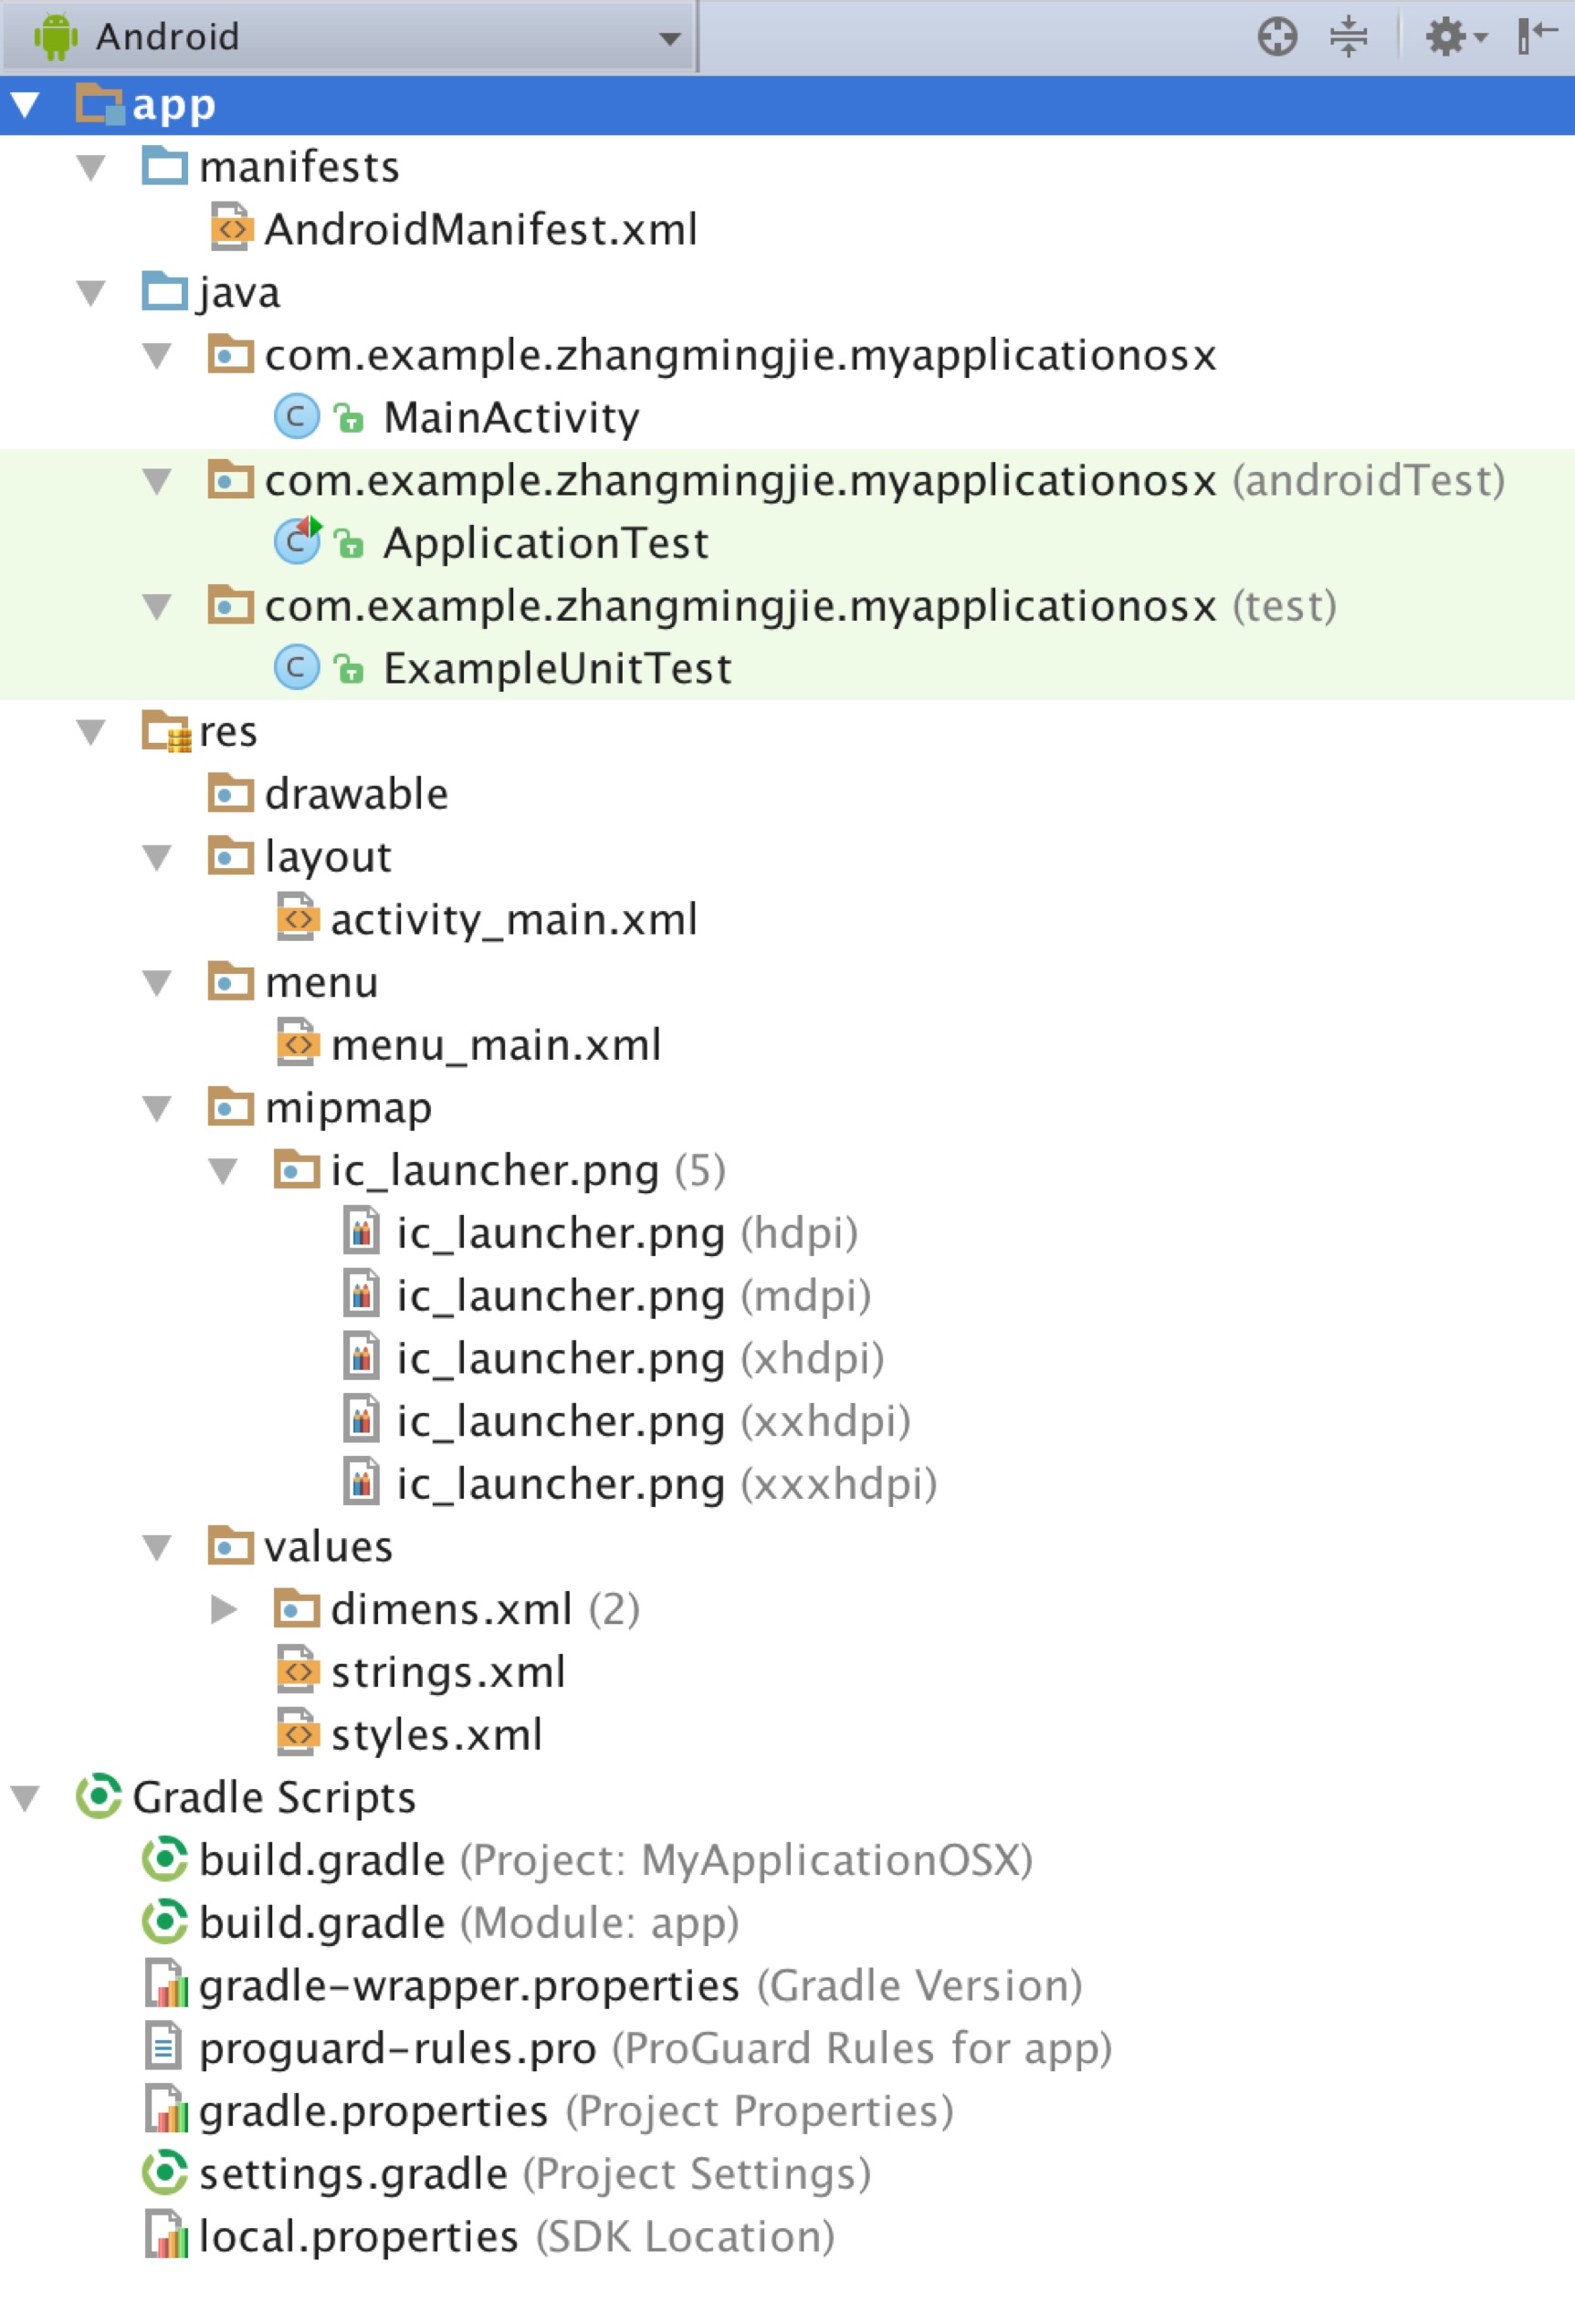 Android
app
manifests
AndroidManifest.xml
java
com.example.zhangmingjie.myapplicationosx
MainActivity
com.example.zhangmingjie.myapplicationosx (androidTest)
ApplicationTest
com.example.zhangmingjie.myapplicationosx (test)
ExampleUnitTest
res
drawable
layout
activity_main.xml
menu
menu_main.xml
mipmap
ic_launcher.png (5)
ic_launcher.png (hdpi)
ic_launcher.png (mdpi)
ic_launcher.png (xhdpi)
ic_launcher.png (xxhdpi)
ic_launcher.png (xxxhdpi)
values
dimens.xml (2)
strings.xml
styles.xml
Gradle Scripts
build.gradle (Project: MyApplicationOSX)
build.gradle (Module: app)
gradle-wrapper.properties (Gradle Version)
proguard-rules.pro (ProGuard Rules for app)
gradle.properties (Project Properties)
settings.gradle (Project Settings)
local.properties (SDK Location)